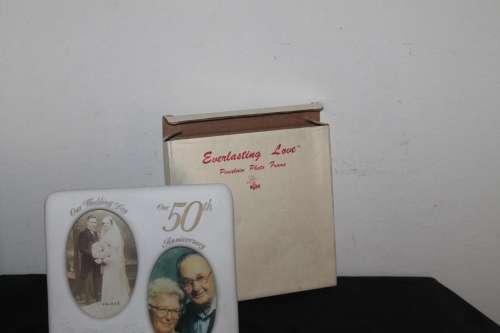 Everlasting Love™
Porcelain Photo Frame
Our Wedding Day
Our
50th
Anniversary